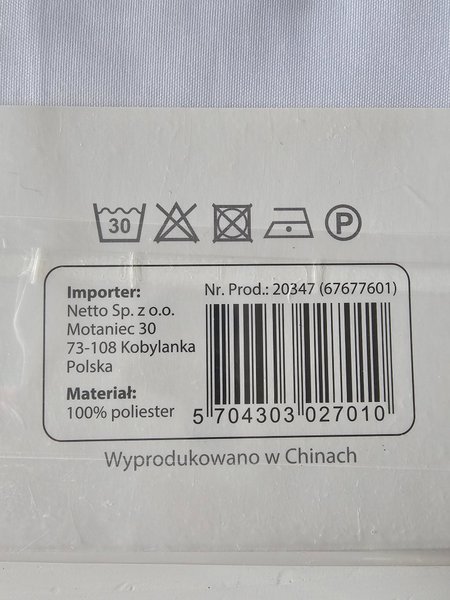 30
P
Importer:
Netto Sp. z o.o.
Motaniec 30
73-108 Kobylanka
Polska
Materiał:
100% poliester
Nr. Prod.: 20347 (67677601)
5 704303 027010
Wyprodukowano w Chinach